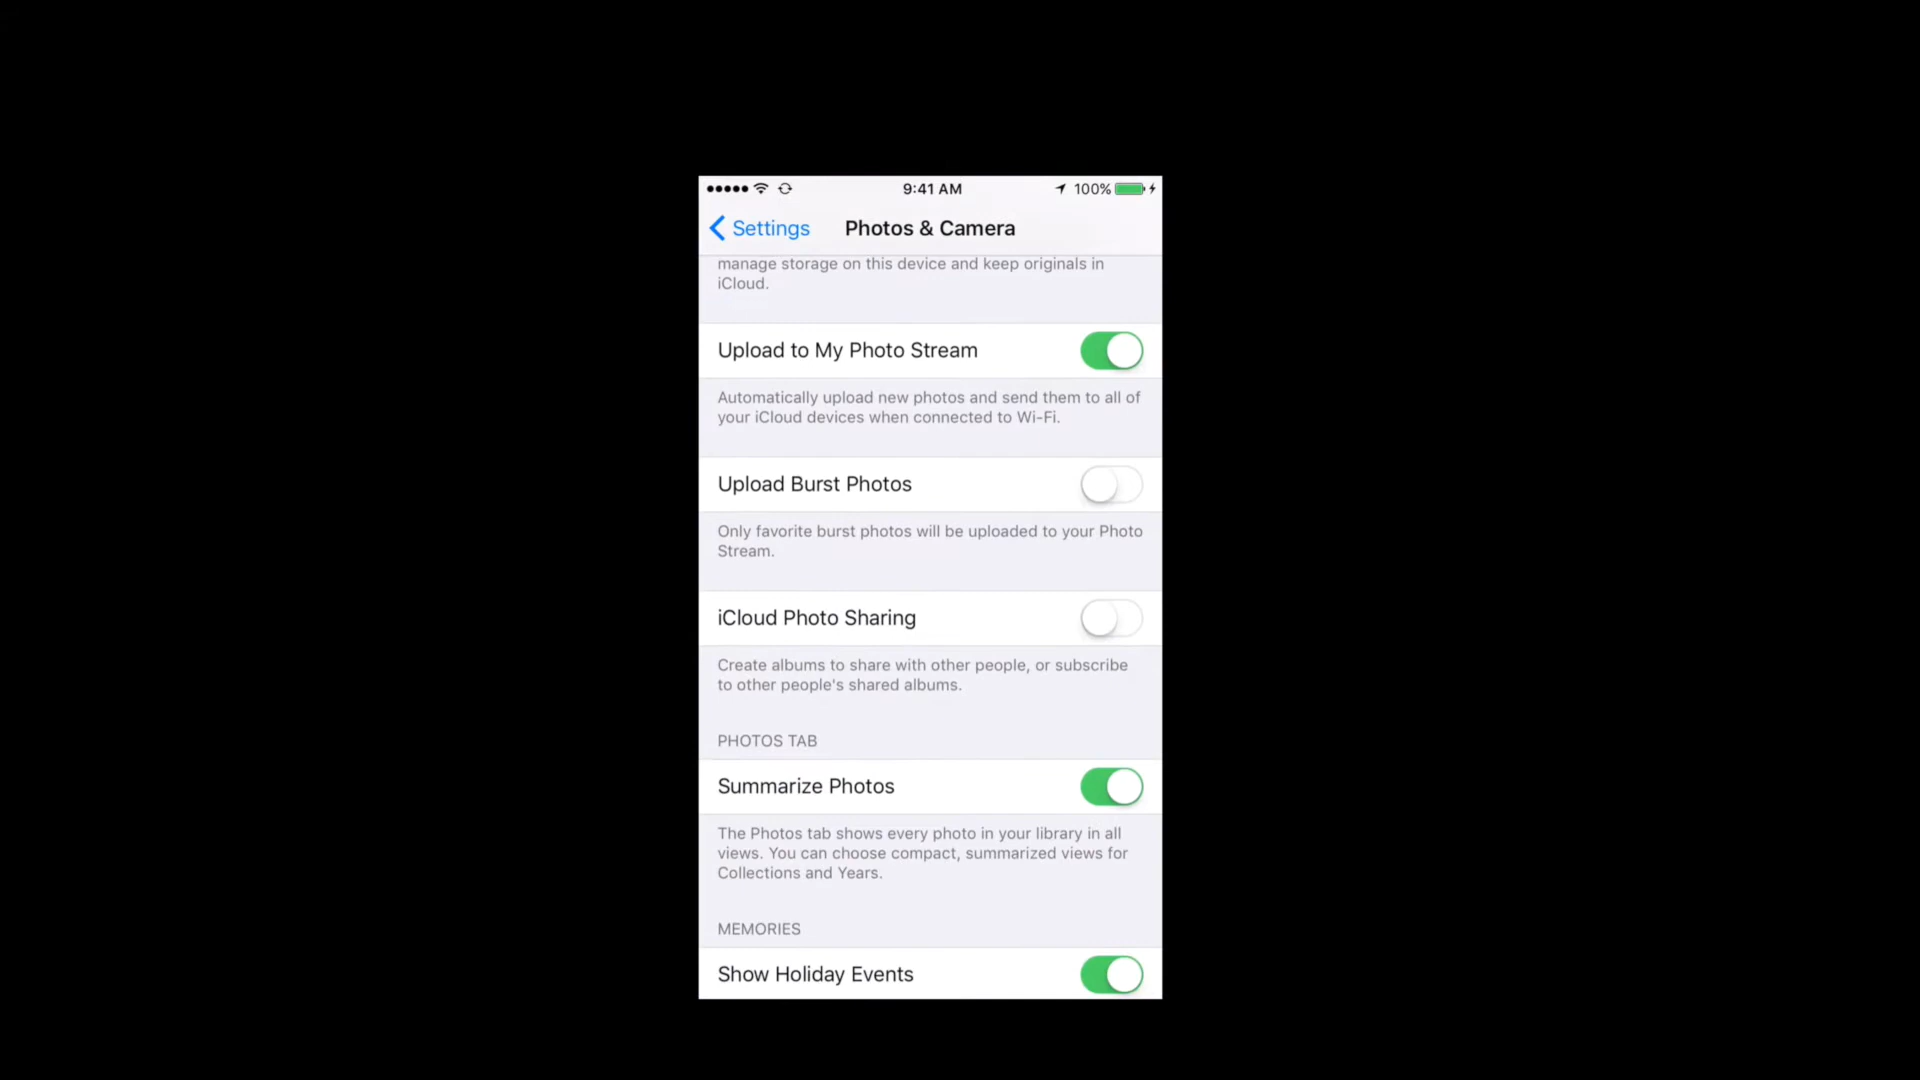 9:41 AM
100%
Settings
Photos & Camera
manage storage on this device and keep originals in
iCloud.
Upload to My Photo Stream
Automatically upload new photos and send them to all of
your iCloud devices when connected to Wi-Fi.
Upload Burst Photos
Only favorite burst photos will be uploaded to your Photo
Stream.
iCloud Photo Sharing
Create albums to share with other people, or subscribe
to other people's shared albums.
PHOTOS TAB
Summarize Photos
The Photos tab shows every photo in your library in all
views. You can choose compact, summarized views for
Collections and Years.
MEMORIES
Show Holiday Events